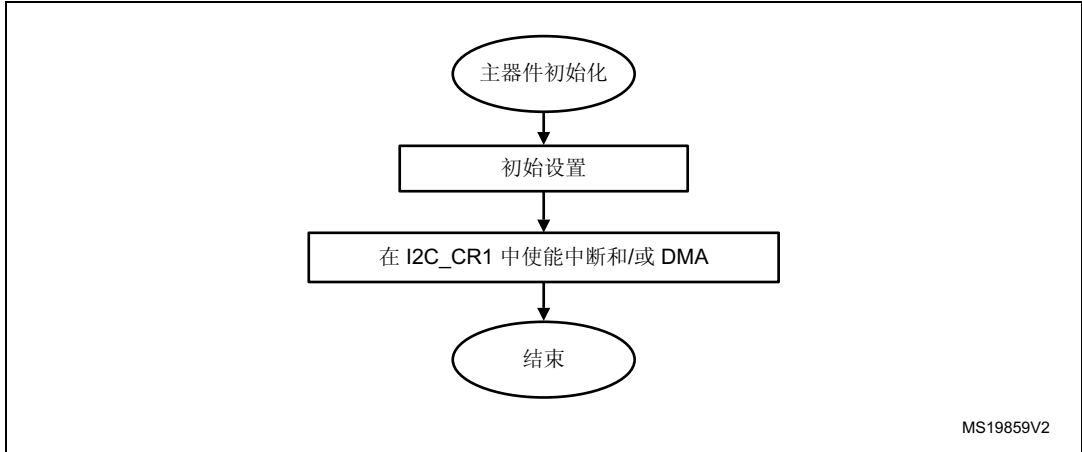 主器件初始化
初始设置
在 I2C_CR1 中使能中断和/或 DMA
结束
MS19859V2